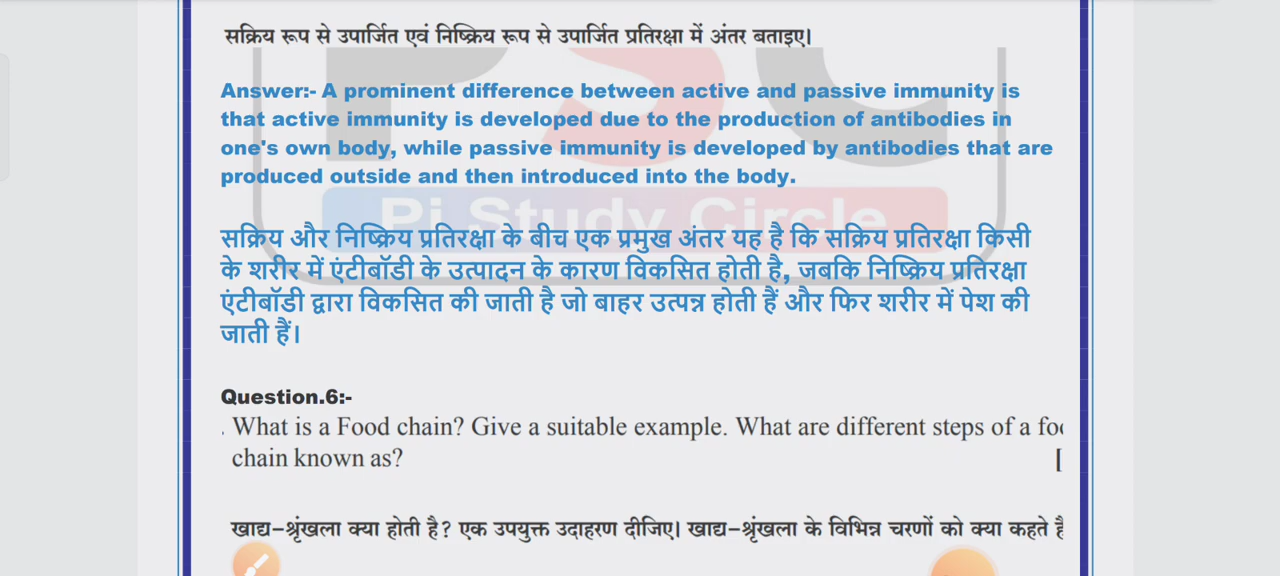 सक्रिय रूप से उपार्जित एवं निष्क्रिय रूप से उपार्जित प्रतिरक्षा में अंतर बताइए।
Answer:- A prominent difference between active and passive immunity is
that active immunity is developed due to the production of antibodies in
one's own body, while passive immunity is developed by antibodies that are
produced outside and then introduced into the body.
Pi Study Circle
सक्रिय और निष्क्रिय प्रतिरक्षा के बीच एक प्रमुख अंतर यह है कि सक्रिय प्रतिरक्षा किसी
के शरीर में एंटीबॉडी के उत्पादन के कारण विकसित होती है, जबकि निष्क्रिय प्रतिरक्षा
एंटीबॉडी द्वारा विकसित की जाती है जो बाहर उत्पन्न होती हैं और फिर शरीर में पेश की
जाती हैं।
Question.6:-
. What is a Food chain? Give a suitable example. What are different steps of a
chain known as? [
खाद्य-श्रृंखला क्या होती है? एक उपयुक्त उदाहरण दीजिए। खाद्य-श्रृंखला के विभिन्न चरणों को क्या कहते